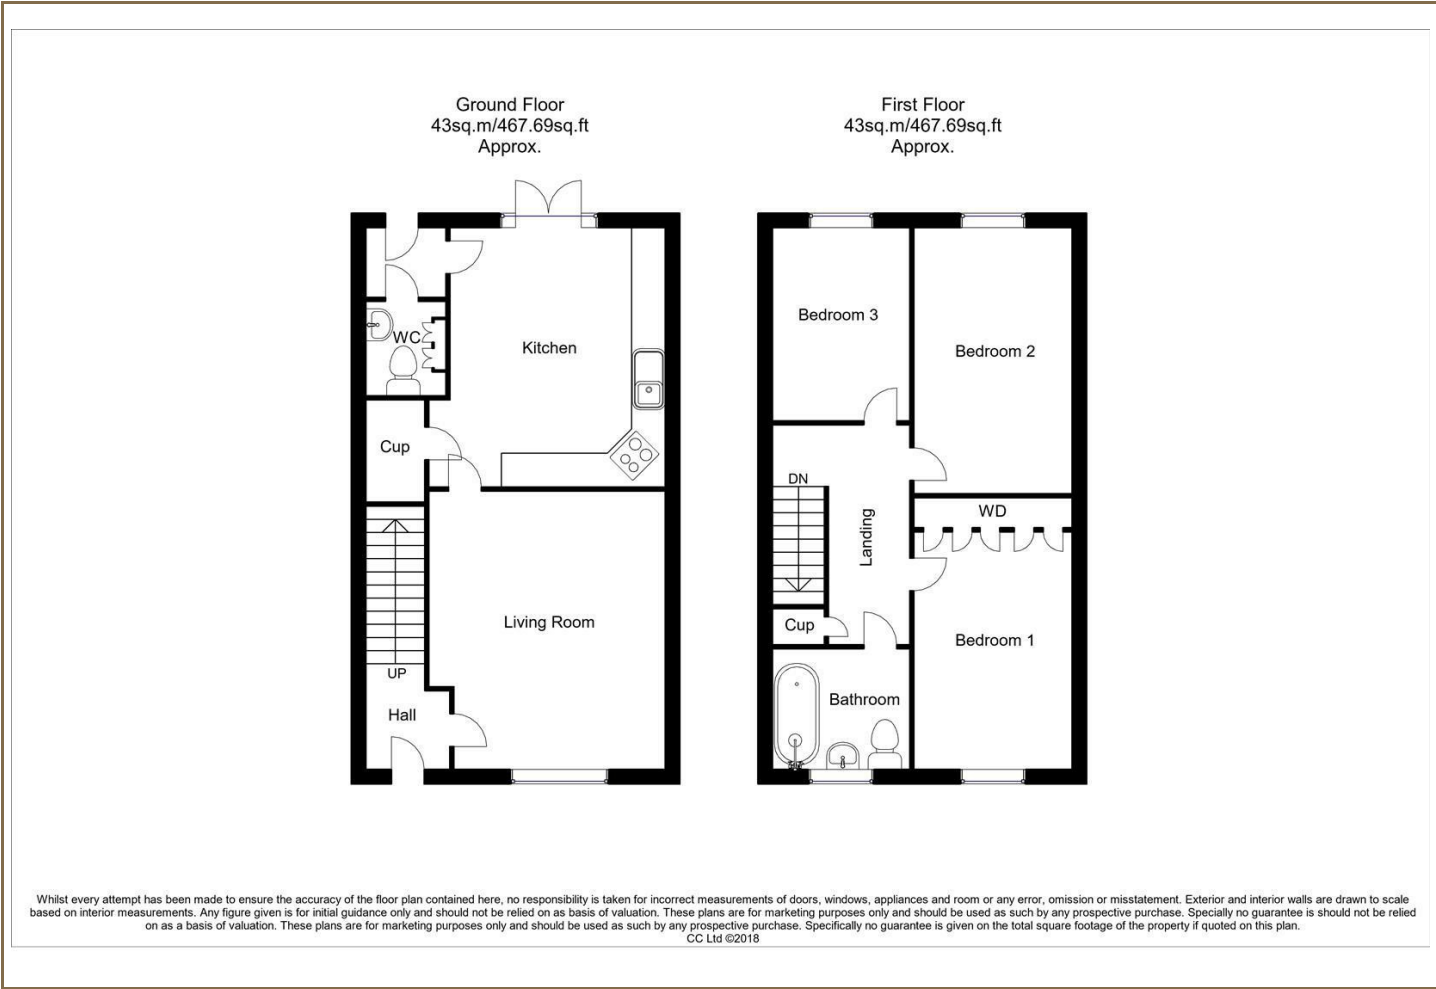 Ground Floor
43sq.m/467.69sq.ft
Approx.
First Floor
43sq.m/467.69sq.ft
Approx.
WC
Kitchen
Cup
Living Room
UP
Hall
Bedroom 3
Bedroom 2
DN
WD
Landing
Cup
Bedroom 1
Bathroom
Whilst every attempt has been made to ensure the accuracy of the floor plan contained here, no responsibility is taken for incorrect measurements of doors, windows, appliances and room or any error, omission or misstatement. Exterior and interior walls are drawn to scale
based on interior measurements. Any figure given is for initial guidance only and should not be relied on as basis of valuation. These plans are for marketing purposes only and should be used as such by any prospective purchase. Specially no guarantee is should not be relied
on as a basis of valuation. These plans are for marketing purposes only and should be used as such by any prospective purchase. Specifically no guarantee is given on the total square footage of the property if quoted on this plan.
CC Ltd ©2018